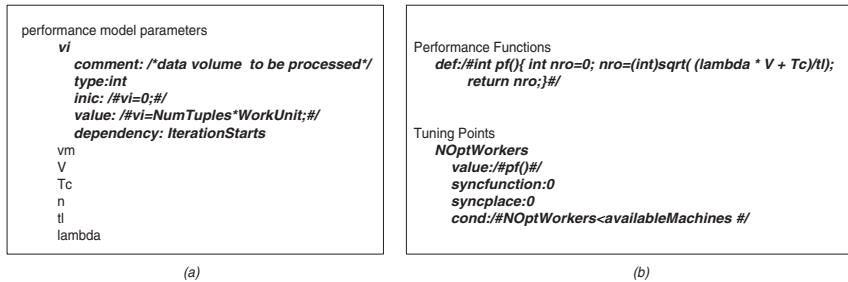 performance model parameters
vi
comment: /*data volume to be processed*/
type:int
inic: /#vi=0;#/
value: /#vi=NumTuples*WorkUnit;#/
dependency: IterationStarts
vm
V
Tc
n
tl
lambda
(a)
Performance Functions
def:/#int pf(){ int nro=0; nro=(int)sqrt( (lambda * V + Tc)/tl);
return nro;}#/
Tuning Points
NOptWorkers
value:/#pf()#/
syncfunction:0
syncplace:0
cond:/#NOptWorkers<availableMachines #/
(b)